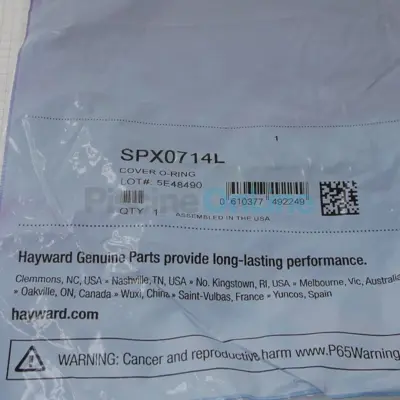 1
SPX0714L
COVER O-RING
LOT#: 5E48490
0 610377 492249
QTY 1
ASSEMBLED IN THE USA
Hayward Genuine Parts provide long-lasting performance.
Clemmons, NC, USA » Nashville, TN, USA » No. Kingstown, RI, USA » Melbourne, Vic, Australia
» Oakville, ON, Canada » Wuxi, China » Saint-Vulbas, France » Yuncos, Spain
hayward.com
WARNING: Cancer and reproductive harm www.P65Warning